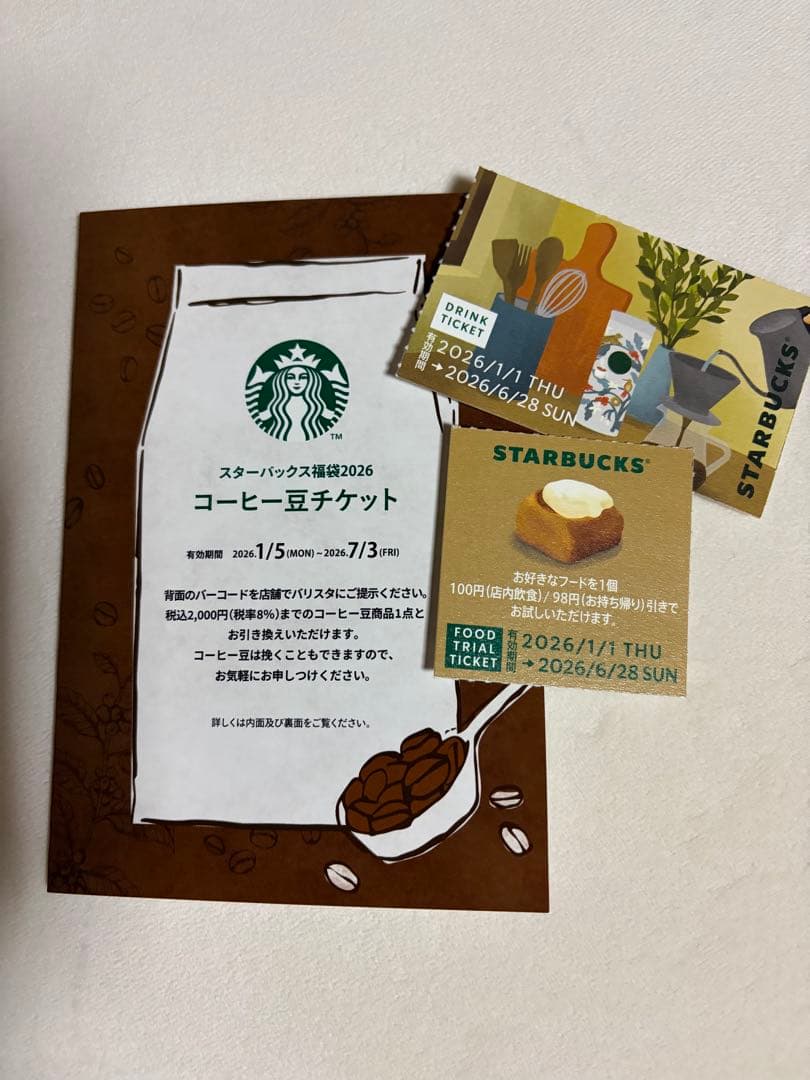 TM
スターバックス福袋2026
コーヒー豆チケット
有効期間 2026.1/5(MON)~2026.7/3(FRI)
背面のバーコードを店舗でバリスタにご提示ください。
税込2,000円(税率8%)までのコーヒー豆商品1点と
お引き換えいただけます。
コーヒー豆は挽くこともできますので、
お気軽にお申しつけください。
詳しくは内面及び裏面をご覧ください。
DRINK
TICKET
有効期間
2026/1/1 THU
→2026/6/28 SUN
STARBUCKS®
STARBUCKS®
お好きなフードを1個
100円(店内飲食)/98円(お持ち帰り)引きで
お試しいただけます。
FOOD
TRIAL
TICKET
有効期間
2026/1/1 THU
→2026/6/28 SUN